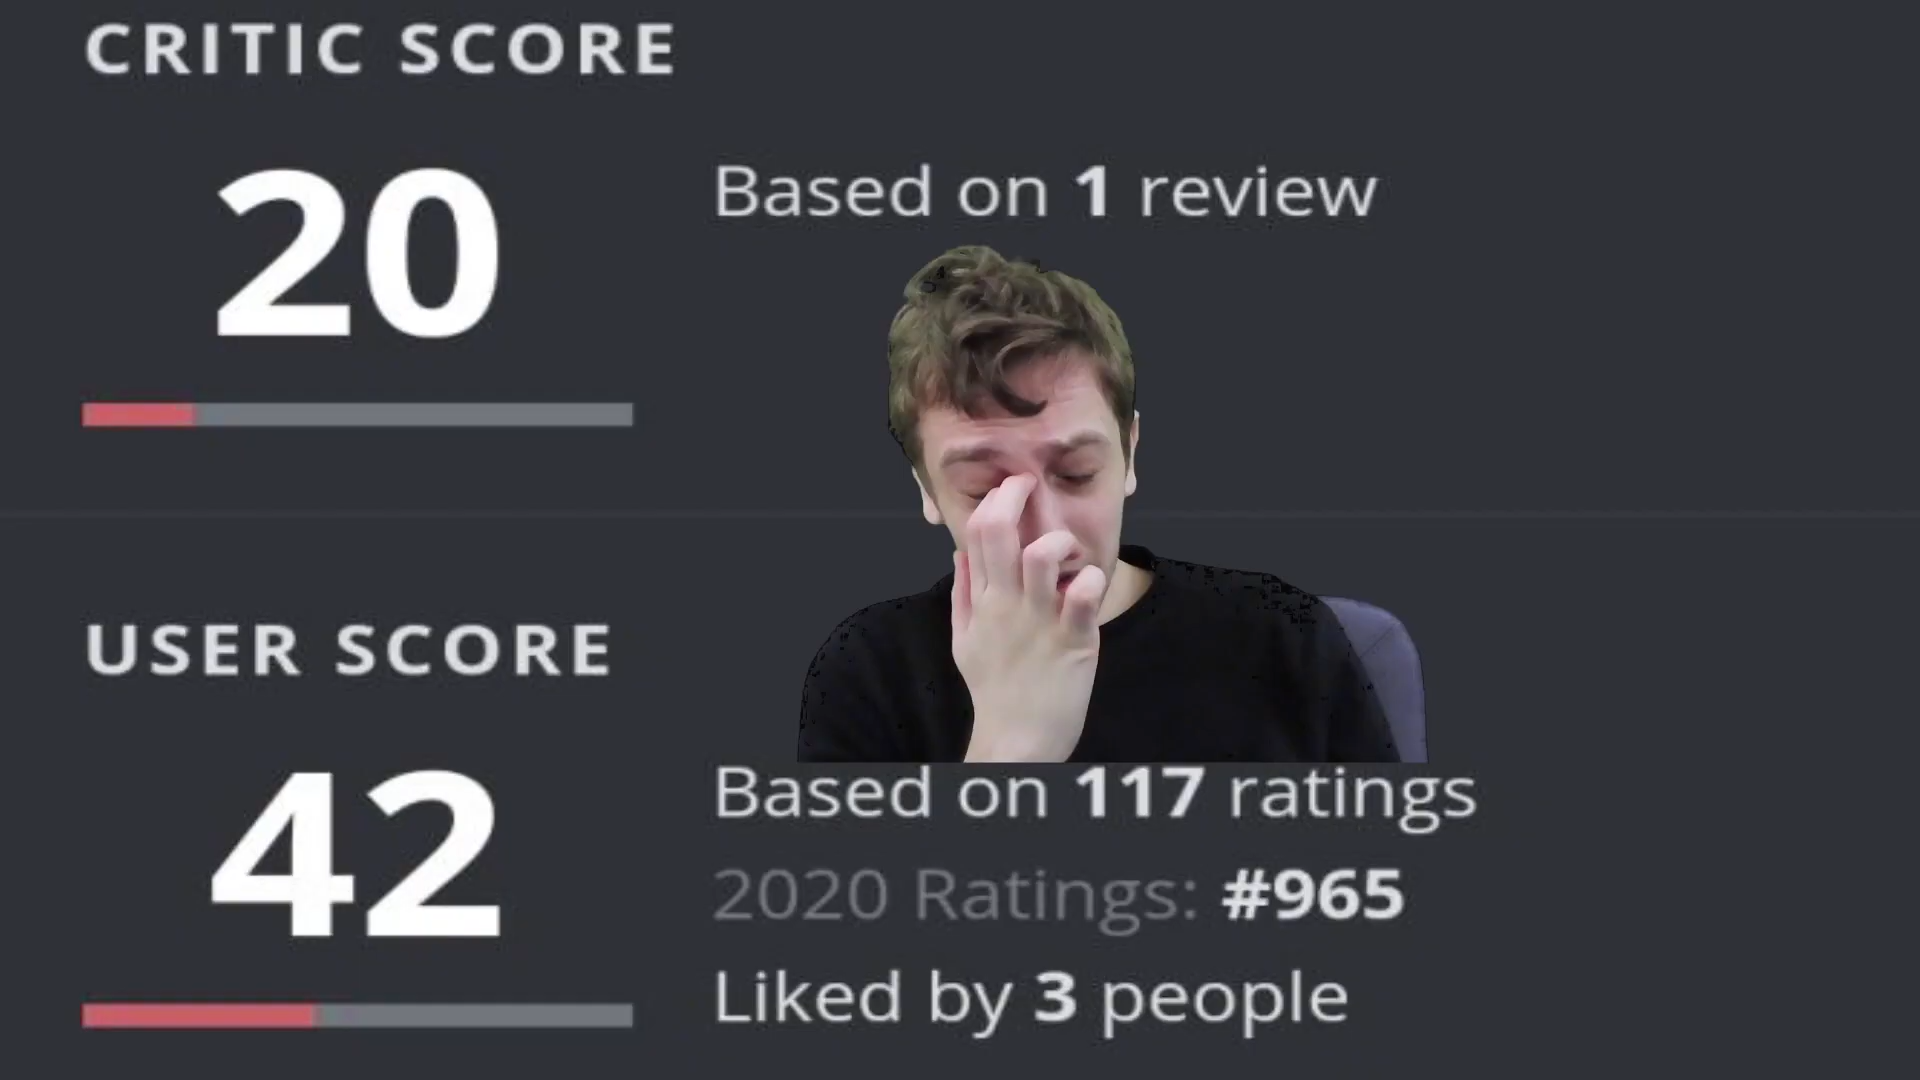 CRITIC SCORE
20
Based on 1 review
USER SCORE
42
Based on 117 ratings
2020 Ratings: #965
Liked by 3 people